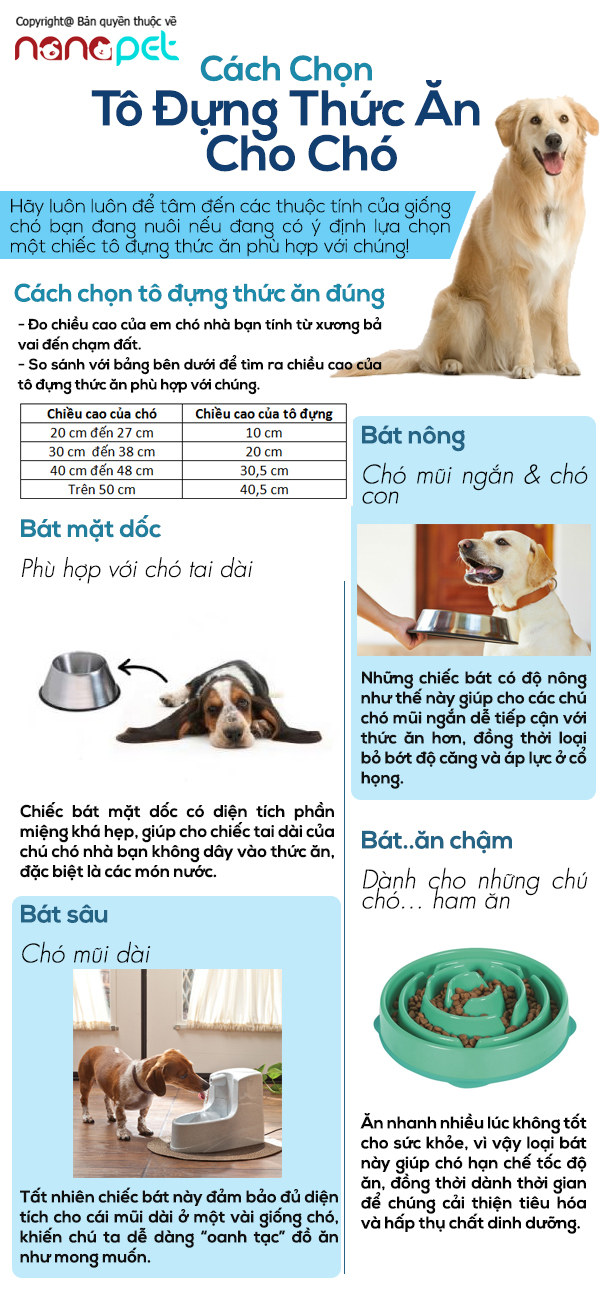 Copyright@ Bản quyền thuộc về
nanapet
Cách Chọn
Tô Đựng Thức Ăn
Cho Chó
Hãy luôn luôn để tâm đến các thuộc tính của giống
chó bạn đang nuôi nếu đang có ý định lựa chọn
một chiếc tô đựng thức ăn phù hợp với chúng!
Cách chọn tô đựng thức ăn đúng
- Đo chiều cao của em chó nhà bạn tính từ xương bả
vai đến chạm đất.
- So sánh với bảng bên dưới để tìm ra chiều cao của
tô đựng thức ăn phù hợp với chúng.
Chiều cao của chó Chiều cao của tô đựng
20 cm đến 27 cm 10 cm
30 cm đến 38 cm 20 cm
40 cm đến 48 cm 30,5 cm
Trên 50 cm 40,5 cm
Bát mặt dốc
Phù hợp với chó tai dài
Chiếc bát mặt dốc có diện tích phần
miệng khá hẹp, giúp cho chiếc tai dài của
chú chó nhà bạn không dây vào thức ăn,
đặc biệt là các món nước.
Bát sâu
Chó mũi dài
Tất nhiên chiếc bát này đảm bảo đủ diện
tích cho cái mũi dài ở một vài giống chó,
khiến chú ta dễ dàng “oanh tạc” đồ ăn
như mong muốn.
Bát nông
Chó mũi ngắn & chó
con
Những chiếc bát có độ nông
như thế này giúp cho các chú
chó mũi ngắn dễ tiếp cận với
thức ăn hơn, đồng thời loại
bỏ bớt độ căng và áp lực ở cổ
họng.
Bát..ăn chậm
Dành cho những chú
chó... ham ăn
Ăn nhanh nhiều lúc không tốt
cho sức khỏe, vì vậy loại bát
này giúp chó hạn chế tốc độ
ăn, đồng thời dành thời gian
để chúng cải thiện tiêu hóa
và hấp thụ chất dinh dưỡng.